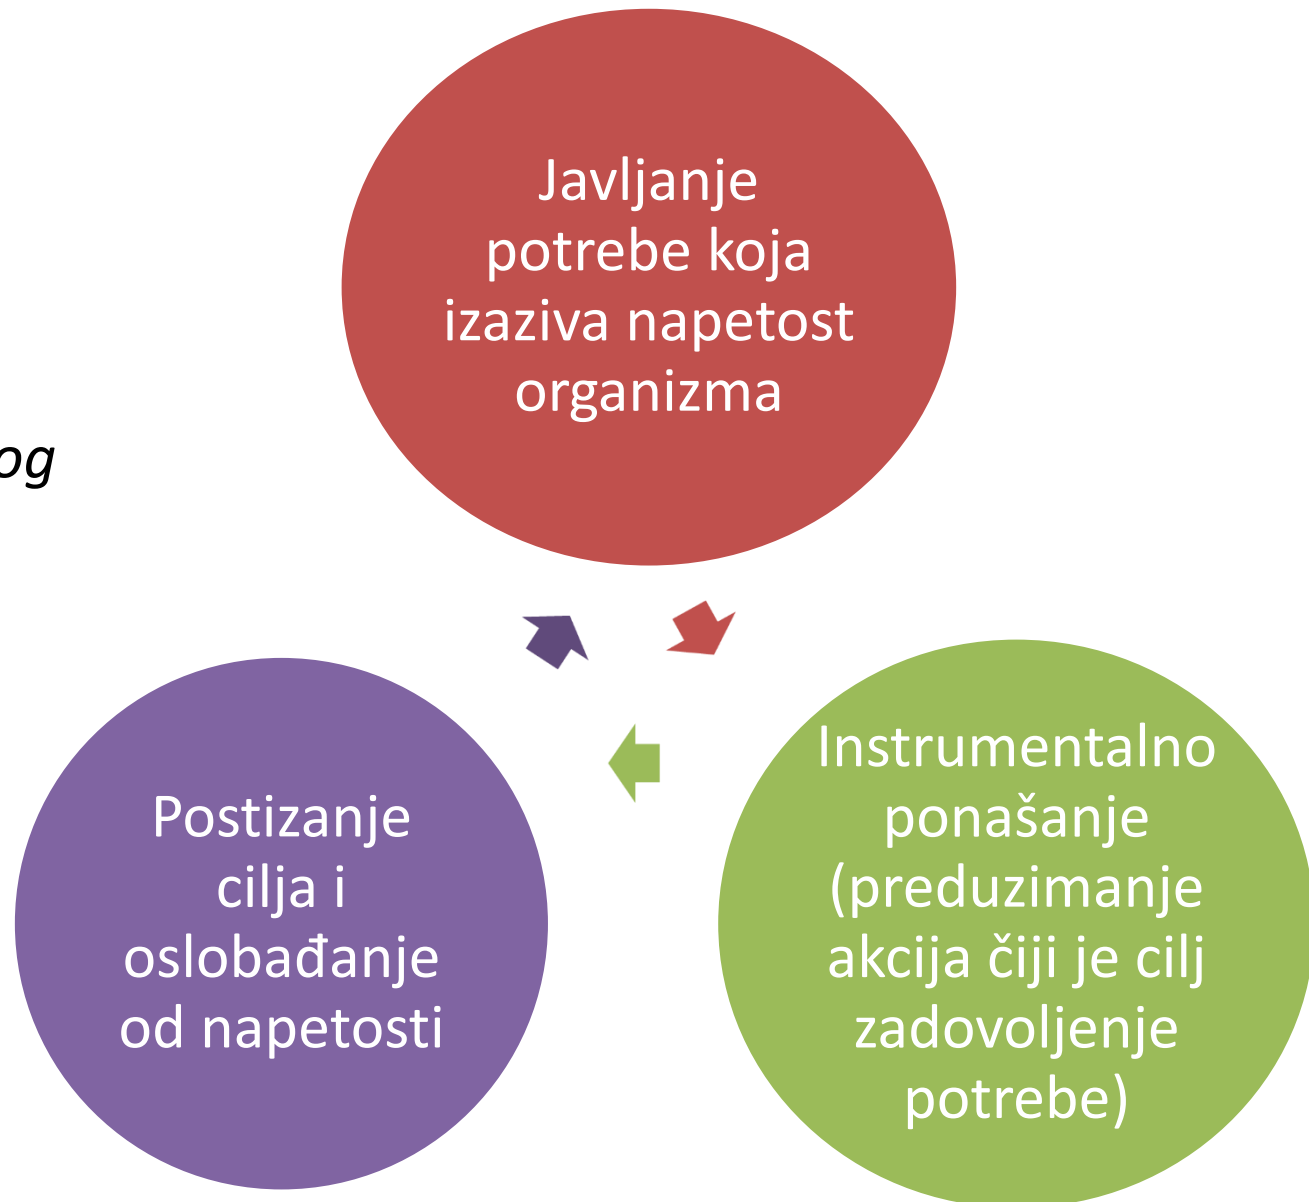 Javljanje
potrebe koja
izaziva napetost
organizma
og
Instrumentalno
ponašanje
(preduzimanje
akcija čiji je cilj
zadovoljenje
potrebe)
Postizanje
cilja i
oslobađanje
od napetosti